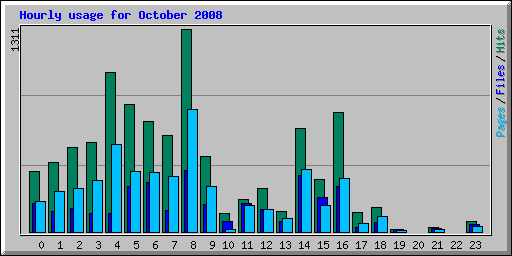 Hourly usage for October 2008
1311
Pages / Files / Hits
0 1 2 3 4 5 6 7 8 9 10 11 12 13 14 15 16 17 18 19 20 21 22 23